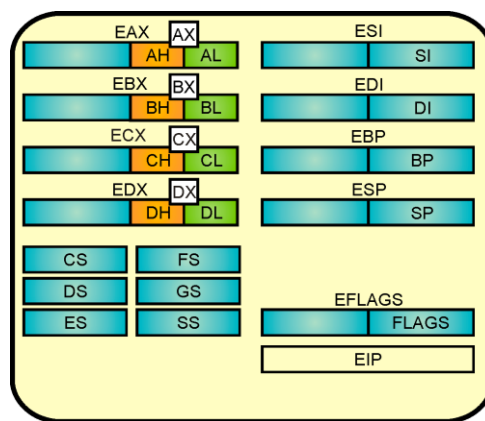 EAX AX
AH AL
EBX BX
BH BL
ECX CX
CH CL
EDX DX
DH DL
CS FS
DS GS
ES SS
ESI
SI
EDI
DI
EBP
BP
ESP
SP
EFLAGS
FLAGS
EIP